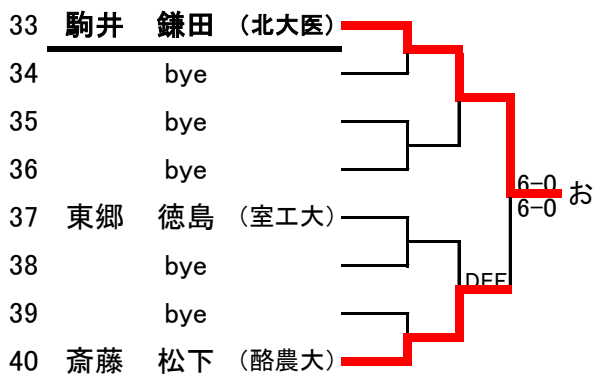 33 駒井 鎌田 (北大医)
34 bye
35 bye
36 bye
6-0
お
6-0
37 東郷 徳島 (室工大)
38 bye
DEF
39 bye
40 斎藤 松下 (酪農大)